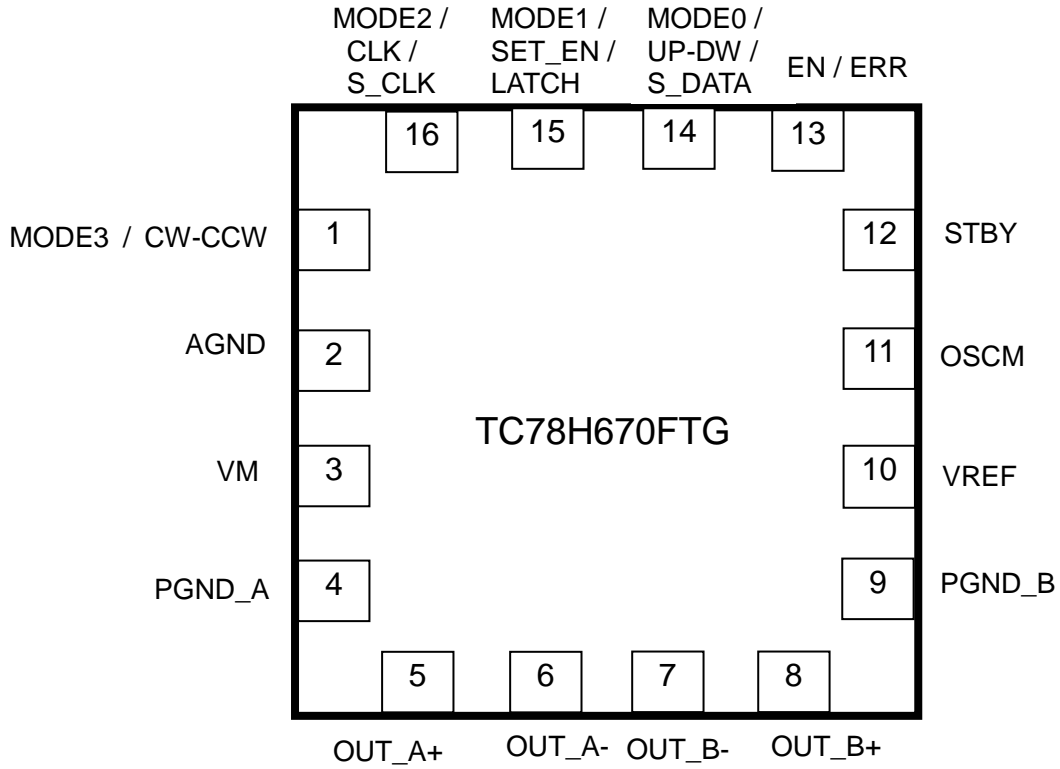 MODE2 /
CLK /
S_CLK
MODE1 /
SET_EN /
LATCH
MODE0 /
UP-DW /
S_DATA
EN / ERR
16
15
14
13
MODE3 / CW-CCW
1
12
STBY
AGND
2
11
OSCM
TC78H670FTG
VM
3
10
VREF
PGND_A
4
9
PGND_B
5
6
7
8
OUT_A+
OUT_A-
OUT_B-
OUT_B+